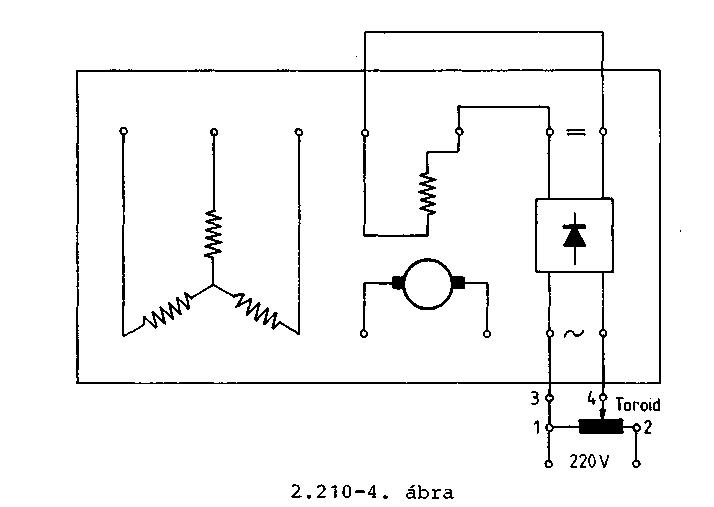 =
~
3 4 Toroid
1 2
220V
2.210-4. ábra